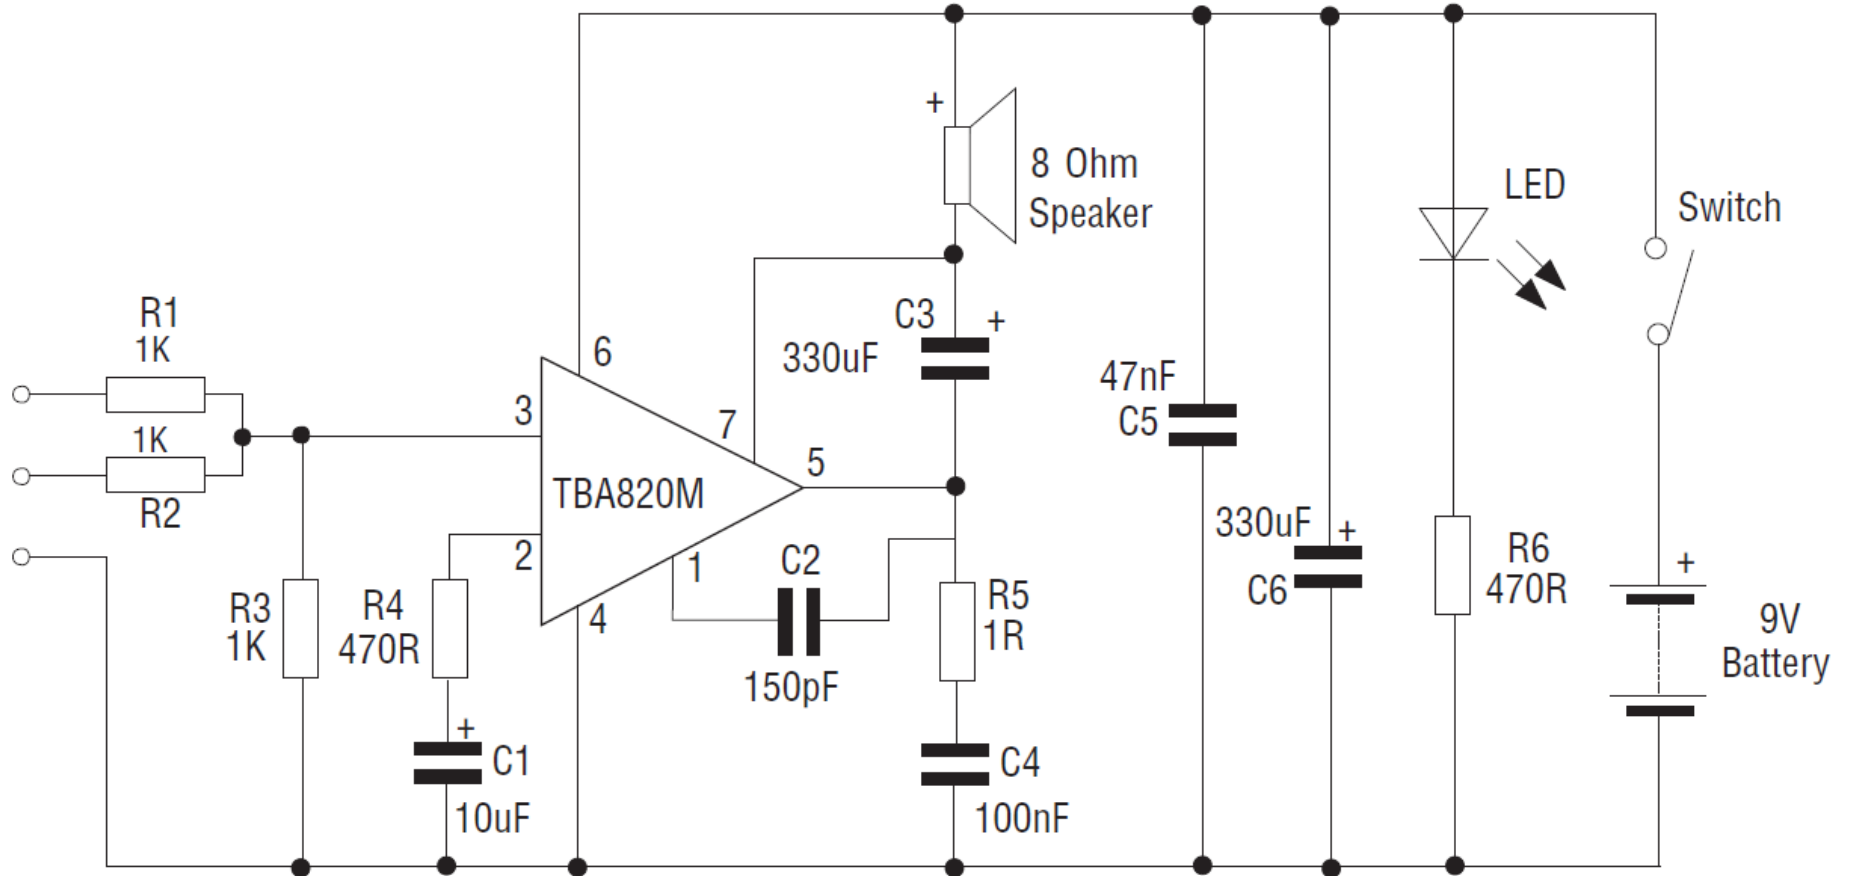 +
8 Ohm
Speaker
LED
Switch
R1
1K
C3
+
330uF
6
3
7
47nF
C5
1K
R2
5
TBA820M
330uF
+
C6
2
1
C2
R6
470R
+
9V
Battery
R3
1K
R4
470R
4
R5
1R
150pF
+
C1
10uF
C4
100nF